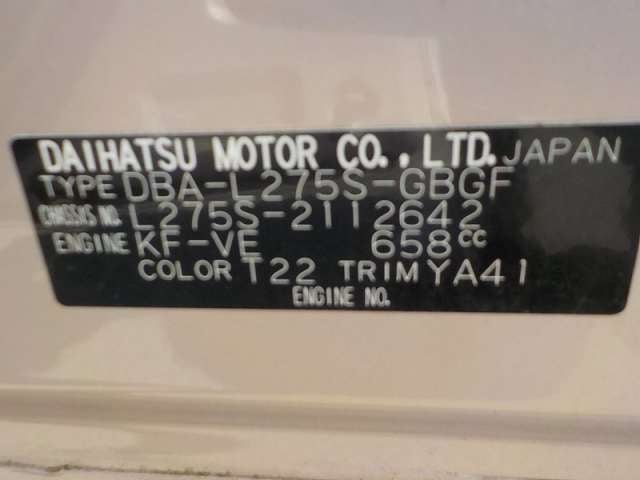 DAIHATSU MOTOR CO., LTD. JAPAN
TYPE DBA-L275S-GBGF
CHASSIS NO. L275S-2112642
ENGINE KF-VE 658cc
COLOR T22 TRIM YA41
ENGINE NO.